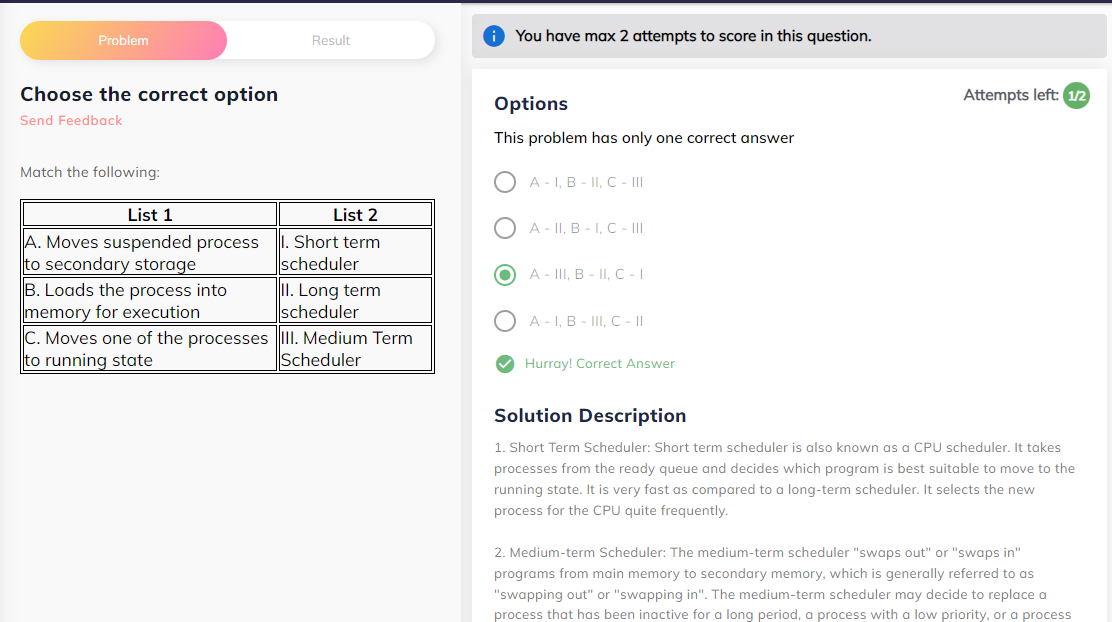 Problem
Result
Choose the correct option
Send Feedback
Match the following:
List 1
List 2
A. Moves suspended process
to secondary storage
I. Short term
scheduler
B. Loads the process into
memory for execution
II. Long term
scheduler
C. Moves one of the processes
to running state
III. Medium Term
Scheduler
You have max 2 attempts to score in this question.
Options
Attempts left: 1/2
This problem has only one correct answer
A - I, B - II, C - III
A - II, B - I, C - III
A - III, B - II, C - I
A - I, B - III, C - II
Hurray! Correct Answer
Solution Description
1. Short Term Scheduler: Short term scheduler is also known as a CPU scheduler. It takes
processes from the ready queue and decides which program is best suitable to move to the
running state. It is very fast as compared to a long-term scheduler. It selects the new
process for the CPU quite frequently.
2. Medium-term Scheduler: The medium-term scheduler "swaps out" or "swaps in"
programs from main memory to secondary memory, which is generally referred to as
"swapped out" or "swapping in". The medium-term scheduler may decide to replace a
process that has been inactive for a long period, a process with a low priority, or a process